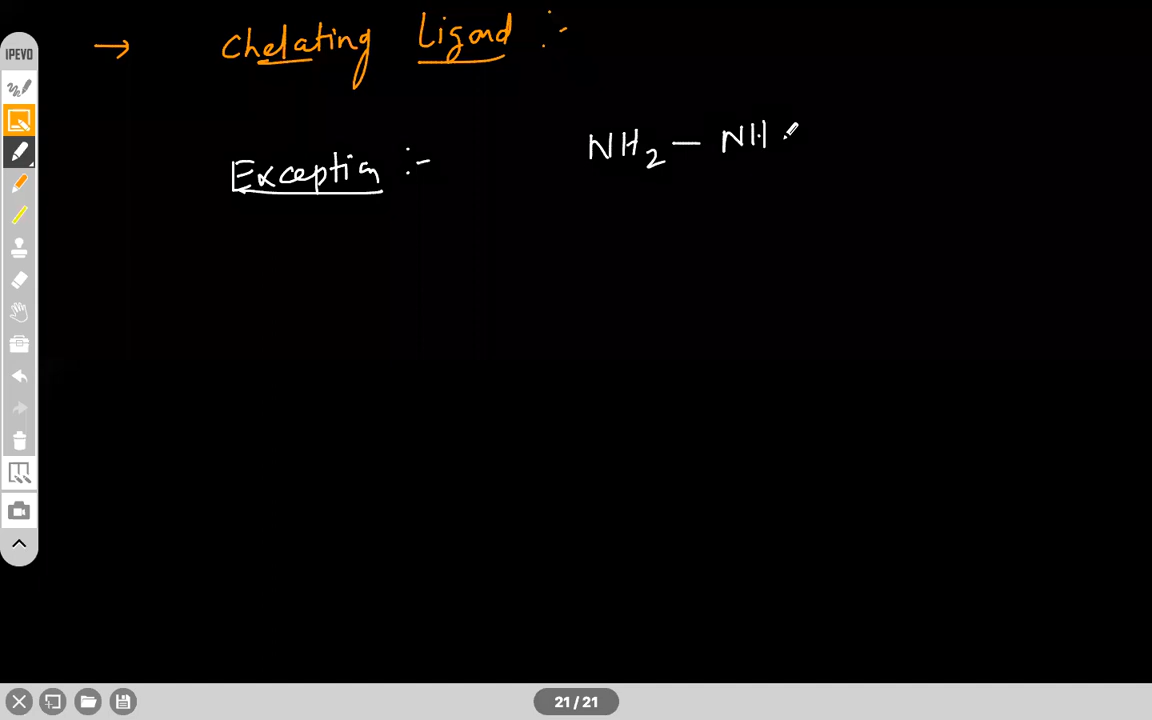 → Chelating Ligand :-
Exception :- NH2 — NH
IPEVO
21 / 21